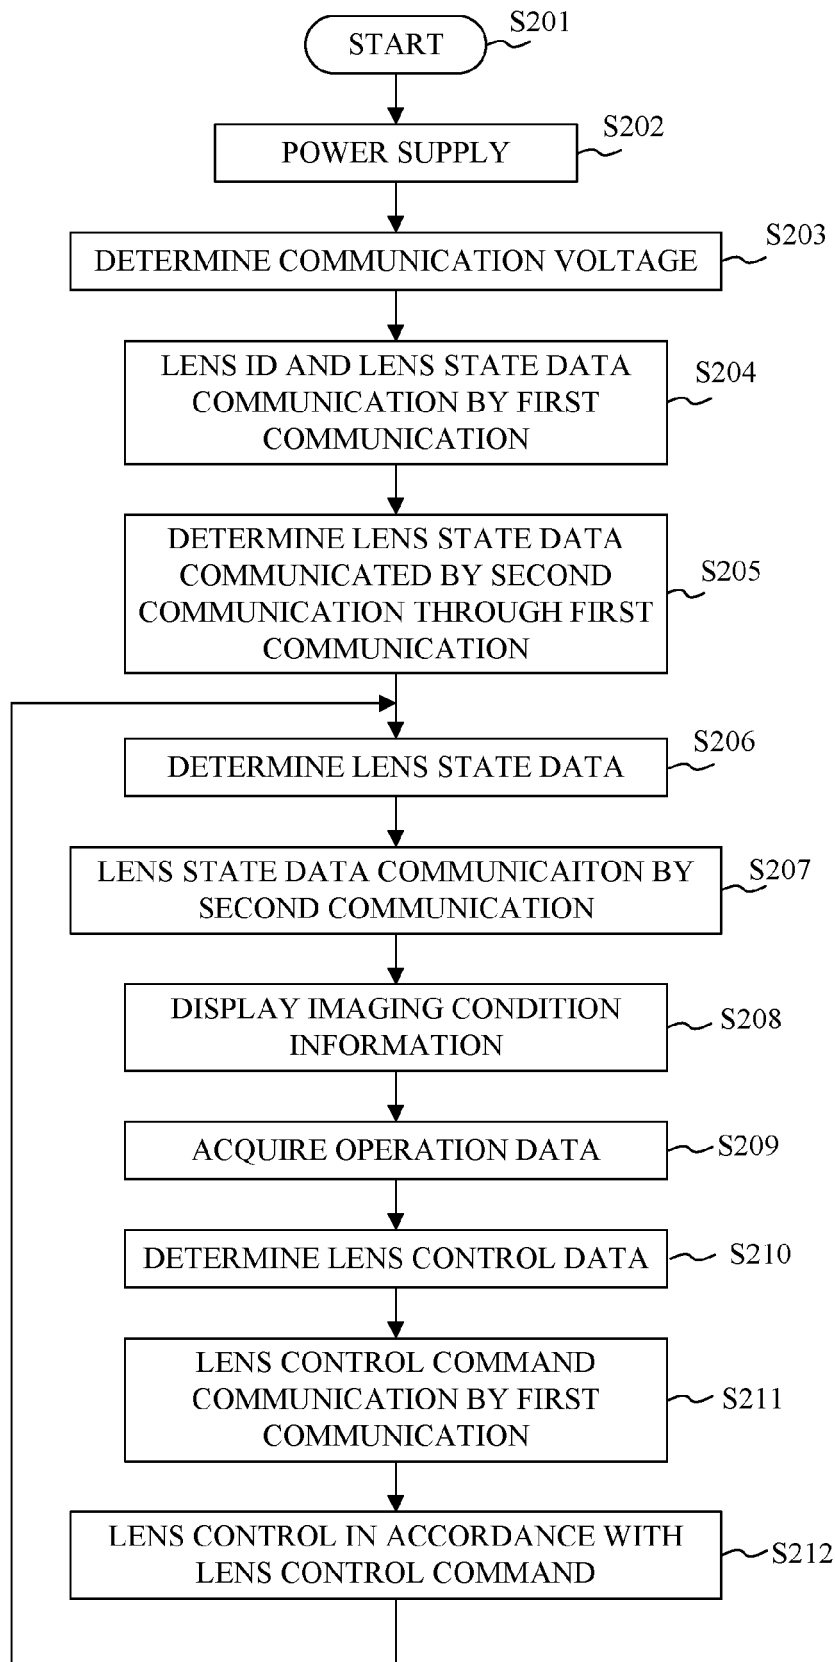 START
S201
POWER SUPPLY
S202
DETERMINE COMMUNICATION VOLTAGE
S203
LENS ID AND LENS STATE DATA
COMMUNICATION BY FIRST
COMMUNICATION
S204
DETERMINE LENS STATE DATA
COMMUNICATED BY SECOND
COMMUNICATION THROUGH FIRST
COMMUNICATION
S205
DETERMINE LENS STATE DATA
S206
LENS STATE DATA COMMUNICAITON BY
SECOND COMMUNICATION
S207
DISPLAY IMAGING CONDITION
INFORMATION
S208
ACQUIRE OPERATION DATA
S209
DETERMINE LENS CONTROL DATA
S210
LENS CONTROL COMMAND
COMMUNICATION BY FIRST
COMMUNICATION
S211
LENS CONTROL IN ACCORDANCE WITH
LENS CONTROL COMMAND
S212